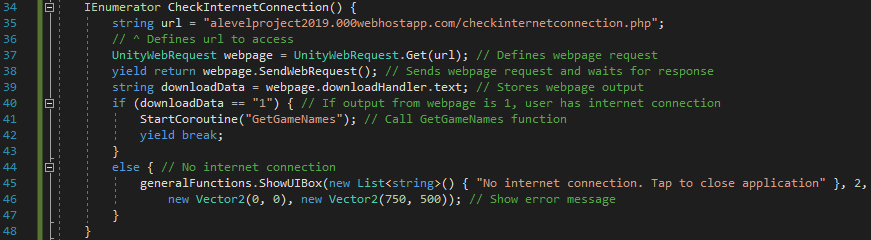 34 IEnumerator CheckInternetConnection() {
35 string url = "alevelproject2019.000webhostapp.com/checkinternetconnection.php";
36 // ^ Defines url to access
37 UnityWebRequest webpage = UnityWebRequest.Get(url); // Defines webpage request
38 yield return webpage.SendWebRequest(); // Sends webpage request and waits for response
39 string downloadData = webpage.downloadHandler.text; // Stores webpage output
40 if (downloadData == "1") { // If output from webpage is 1, user has internet connection
41 StartCoroutine("GetGameNames"); // Call GetGameNames function
42 yield break;
43 }
44 else { // No internet connection
45 generalFunctions.ShowUIBox(new List<string>() { "No internet connection. Tap to close application" }, 2,
46 new Vector2(0, 0), new Vector2(750, 500)); // Show error message
47 }
48 }